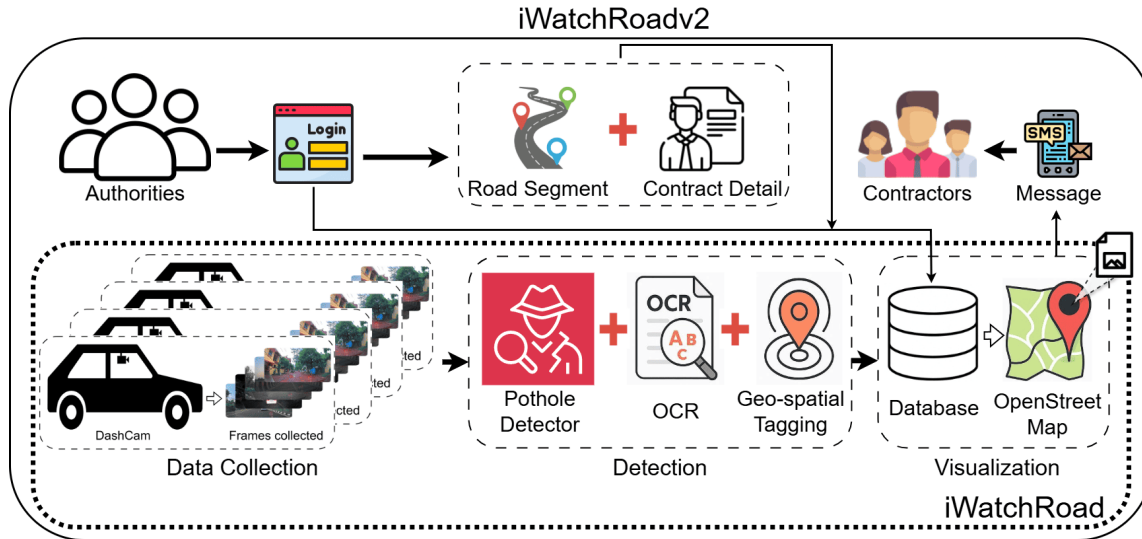 iWatchRoadv2
Login
SMS
Authorities
Road Segment
Contract Detail
Contractors
Message
OCR
A B
C
DashCam
Frames collected
cted
cted
cted
Pothole
Detector
OCR
Geo-spatial
Tagging
Database
OpenStreet
Map
Data Collection
Detection
Visualization
iWatchRoad